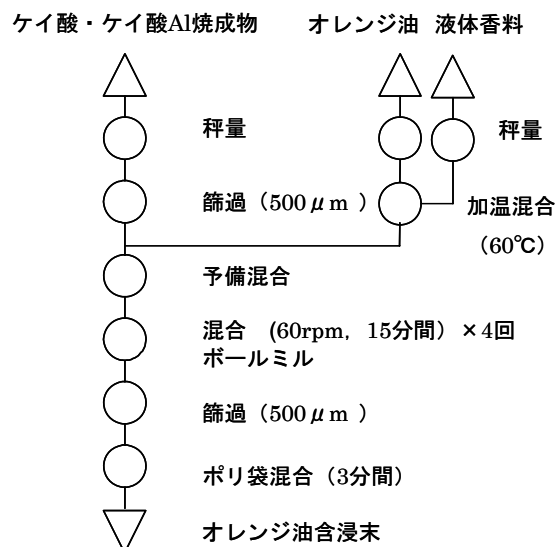 ケイ酸・ケイ酸Al焼成物 オレンジ油 液体香料
秤量 秤量
篩過（500μm ） 加温混合
（60℃）
予備混合
混合 (60rpm, 15分間）×4回
ボールミル
篩過（500μm ）
ポリ袋混合（3分間）
オレンジ油含浸末